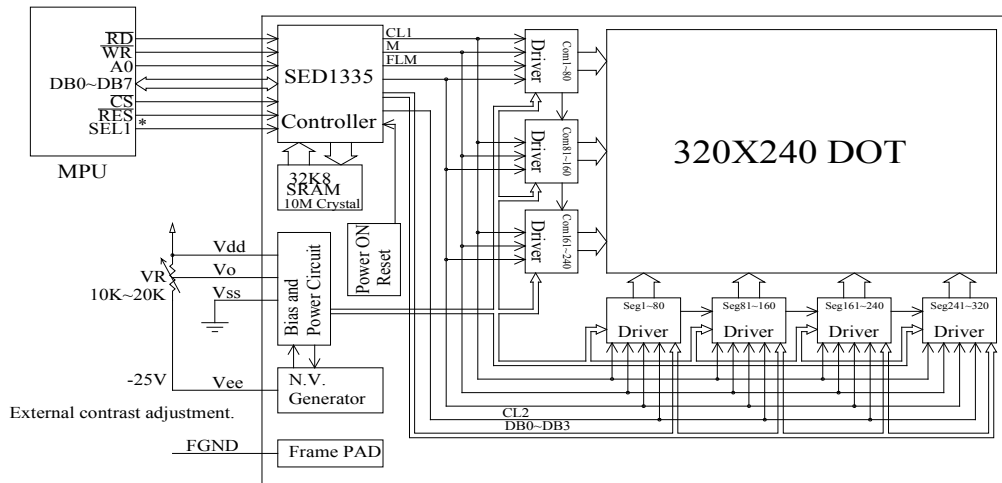 RD
WR
A0
DB0~DB7
CS
RES
SEL1 *
MPU
SED1335
Controller
32K8
SRAM
10M Crystal
Power ON
Reset
CL1
M
FLM
Driver
Com1~80
Driver
Com81~160
Driver
Com161~240
320X240 DOT
Vdd
Vo
Vss
VR
10K~20K
Bias and
Power Circuit
-25V
Vee
N.V.
Generator
External contrast adjustment.
FGND
Frame PAD
Seg1~80
Driver
Seg81~160
Driver
Seg161~240
Driver
Seg241~320
Driver
CL2
DB0~DB3